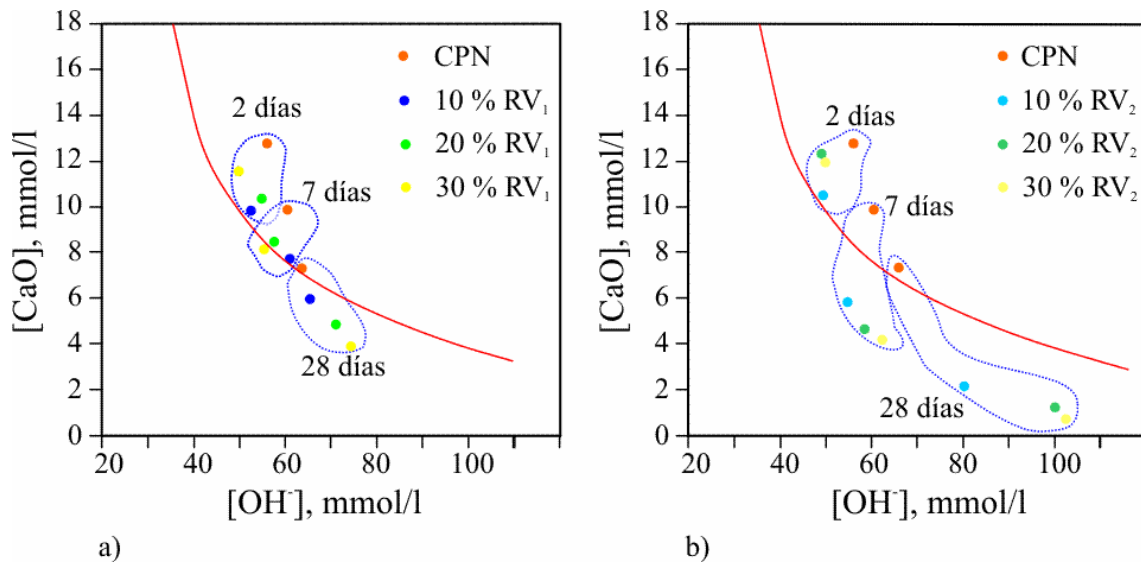 18
16
14
12
10
8
6
4
2
0
[CaO], mmol/l
20
40
60
80
100
[OH⁻], mmol/l
CPN
10 % RV₁
20 % RV₁
30 % RV₁
2 días
7 días
28 días
a)
18
16
14
12
10
8
6
4
2
0
[CaO], mmol/l
20
40
60
80
100
[OH⁻], mmol/l
CPN
10 % RV₂
20 % RV₂
30 % RV₂
2 días
7 días
28 días
b)